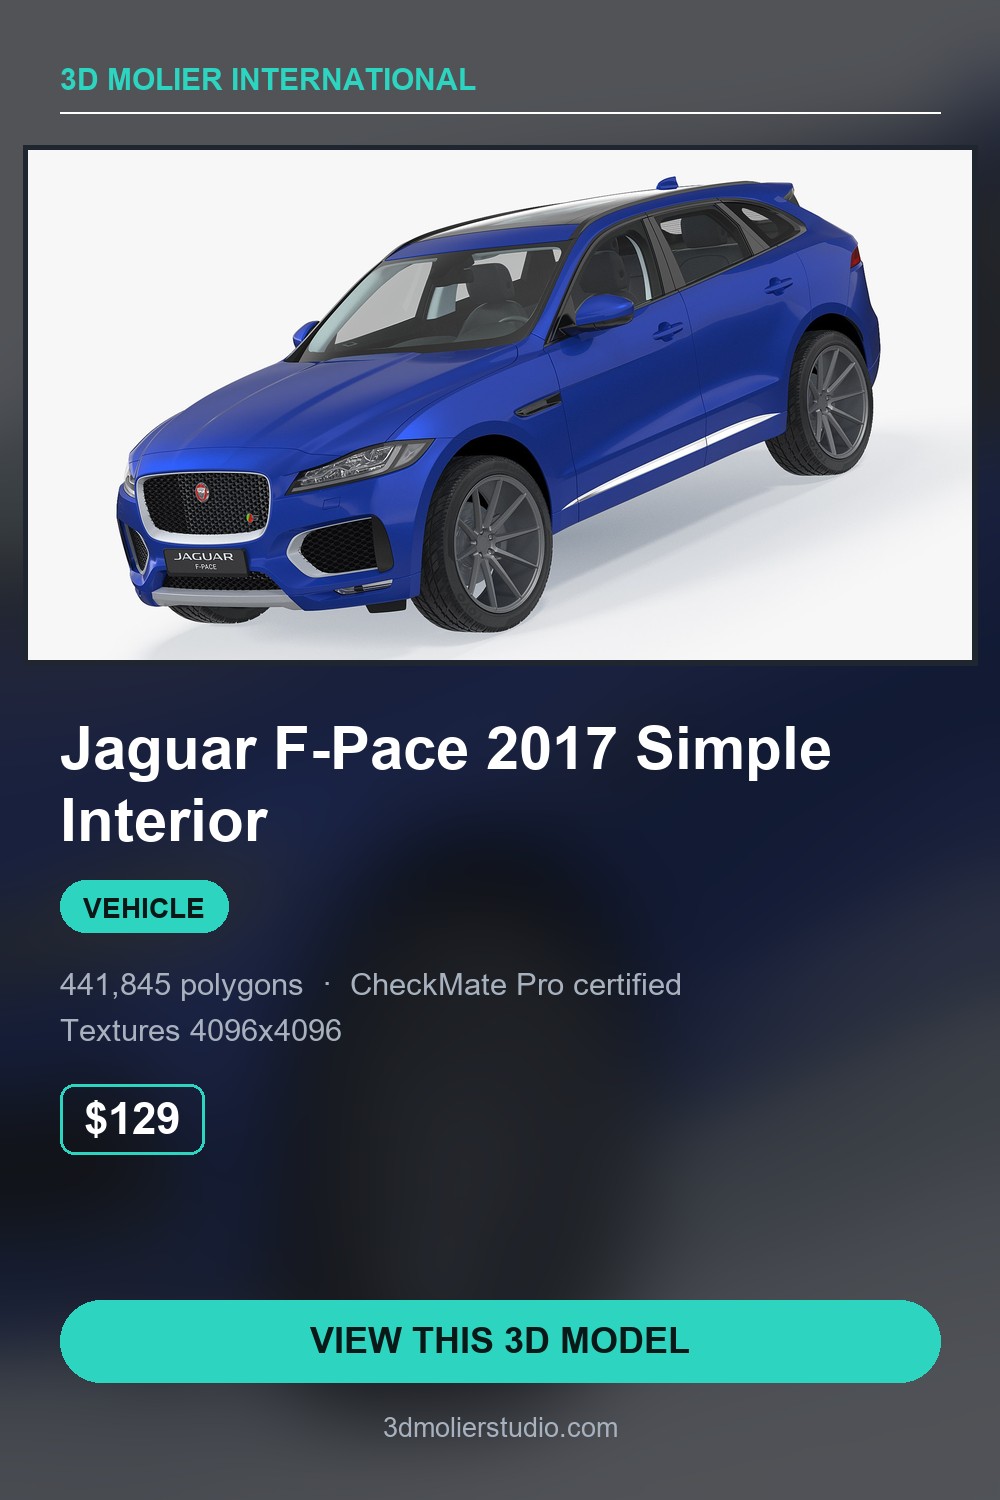 3D MOLIER INTERNATIONAL
JAGUAR
F-PACE
Jaguar F-Pace 2017 Simple
Interior
VEHICLE
441,845 polygons · CheckMate Pro certified
Textures 4096x4096
$129
VIEW THIS 3D MODEL
3dmolierstudio.com